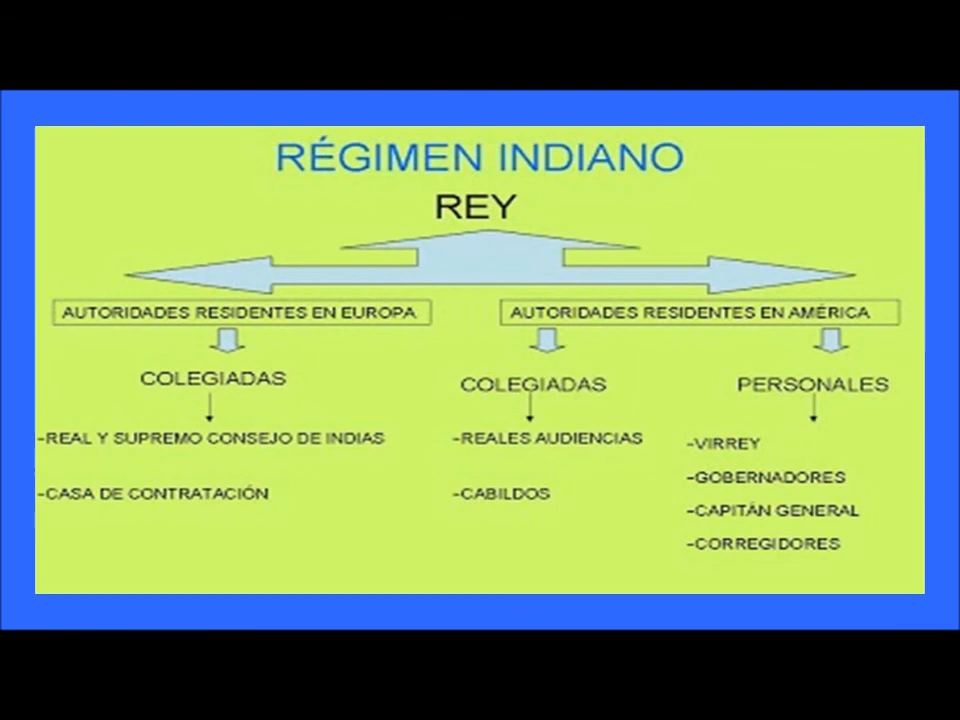 RÉGIMEN INDIANO
REY
AUTORIDADES RESIDENTES EN EUROPA
AUTORIDADES RESIDENTES EN AMÉRICA
COLEGIADAS
COLEGIADAS
PERSONALES
-REAL Y SUPREMO CONSEJO DE INDIAS
-CASA DE CONTRATACIÓN
-REALES AUDIENCIAS
-CABILDOS
-VIRREY
-GOBERNADORES
-CAPITÁN GENERAL
-CORREGIDORES